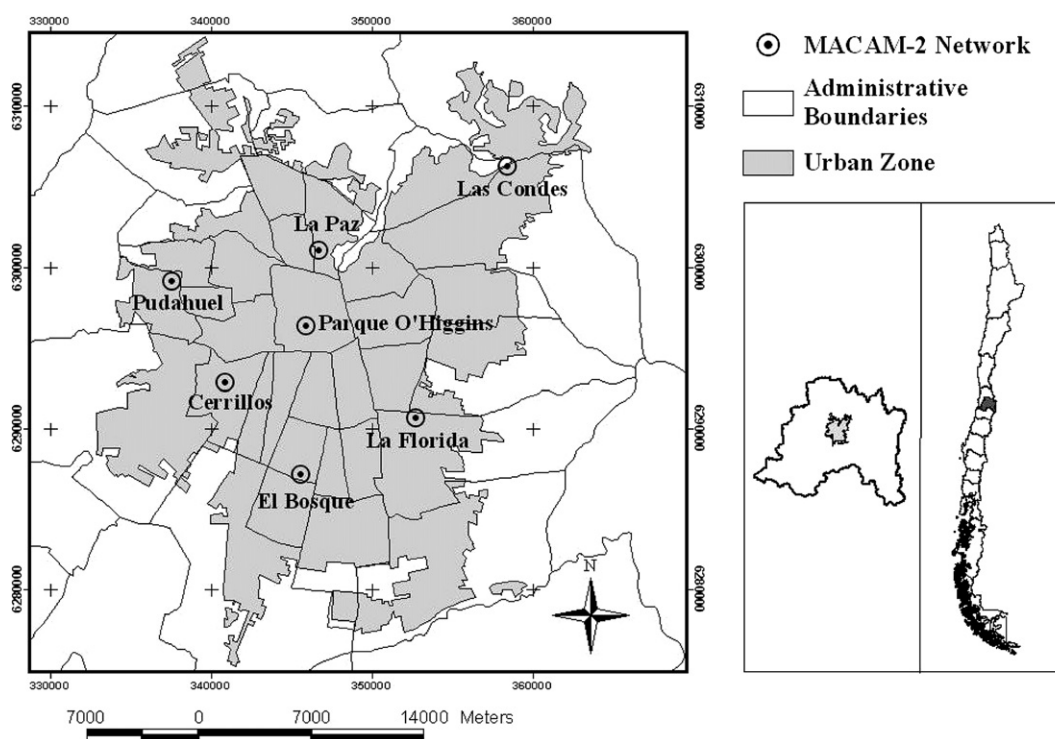 330000 340000 350000 360000
MACAM-2 Network
Administrative
Boundaries
Urban Zone
6310000
6310000
Las Condes
La Paz
6300000
6300000
Pudahuel
Parque O'Higgins
Cerrillos
6290000
6290000
La Florida
El Bosque
6280000
6280000
N
330000 340000 350000 360000
7000 0 7000 14000 Meters